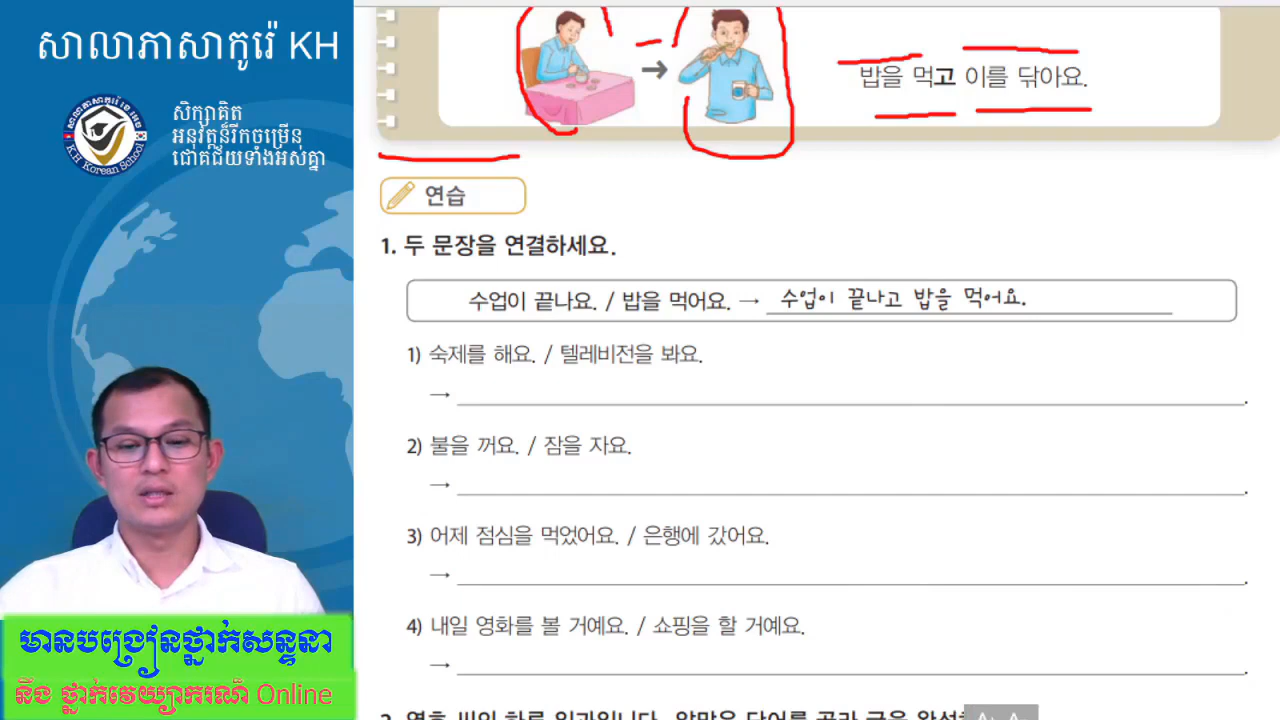 សាលាភាសាកូរ៉េ KH
សិក្សាគិត
អនុវត្តន៍រីកចម្រើន
ជោគជ័យទាំងអស់គ្នា
K.H Korean School
មានបង្រៀនថ្នាក់សន្ទនា
និង ថ្នាក់វេយ្យាករណ៍ Online
밥을 먹고 이를 닦아요.
연습
1. 두 문장을 연결하세요.
수업이 끝나요. / 밥을 먹어요. → 수업이 끝나고 밥을 먹어요.
1) 숙제를 해요. / 텔레비전을 봐요.
→ .
2) 불을 꺼요. / 잠을 자요.
→ .
3) 어제 점심을 먹었어요. / 은행에 갔어요.
→ .
4) 내일 영화를 볼 거예요. / 쇼핑을 할 거예요.
→ .